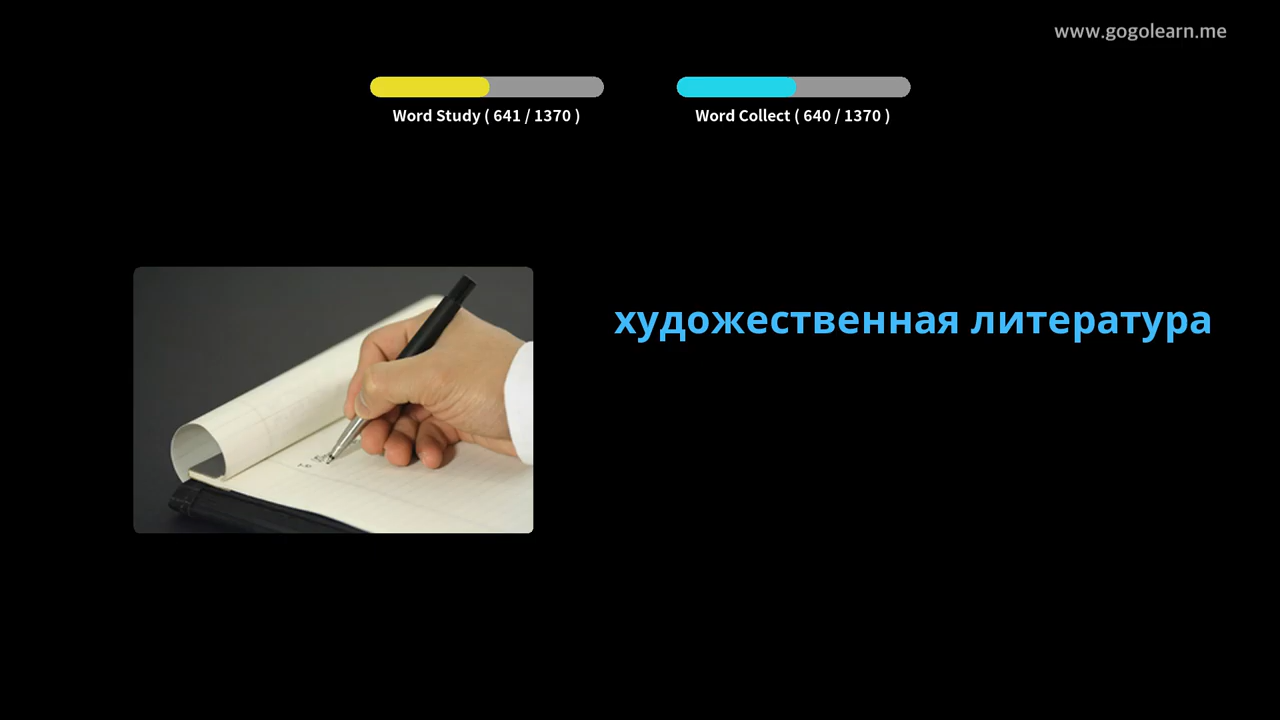 www.gogolearn.me
Word Study ( 641 / 1370 )
Word Collect ( 640 / 1370 )
художественная литература